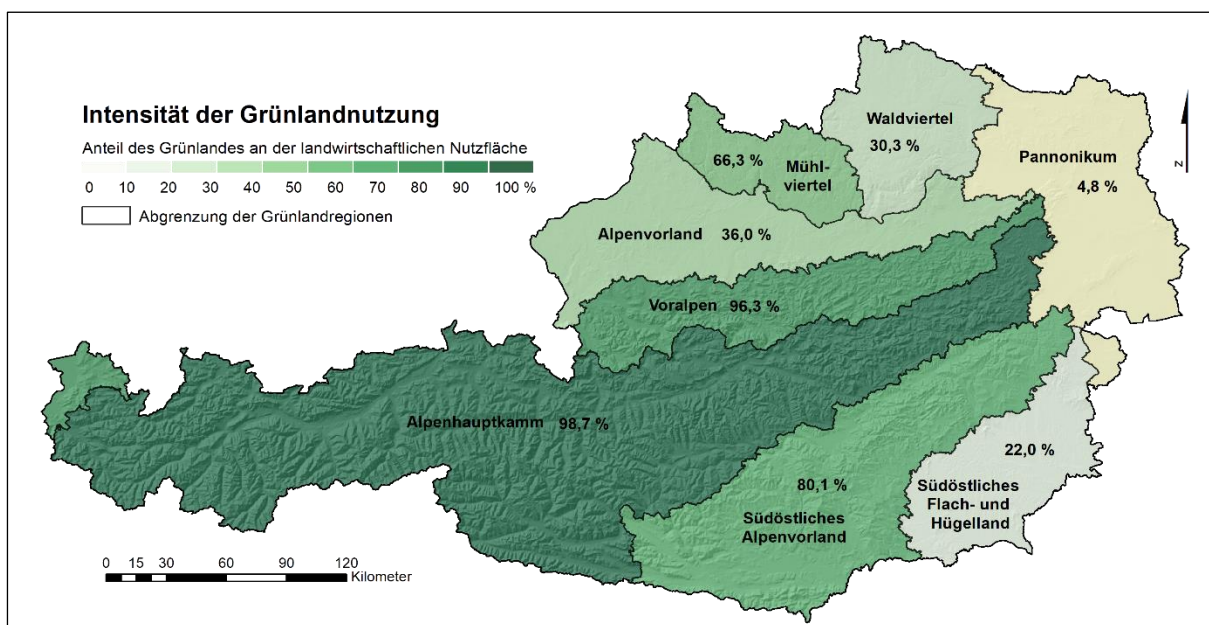 Intensität der Grünlandnutzung
Anteil des Grünlandes an der landwirtschaftlichen Nutzfläche
0 10 20 30 40 50 60 70 80 90 100 %
Abgrenzung der Grünlandregionen
Waldviertel
30,3 %
Pannonikum
4,8 %
N
66,3 %
Mühl-
viertel
Alpenvorland 36,0 %
Voralpen 96,3 %
Alpenhauptkamm 98,7 %
22,0 %
Südöstliches
Flach- und
Hügelland
80,1 %
Südöstliches
Alpenvorland
0 15 30 60 90 120
Kilometer